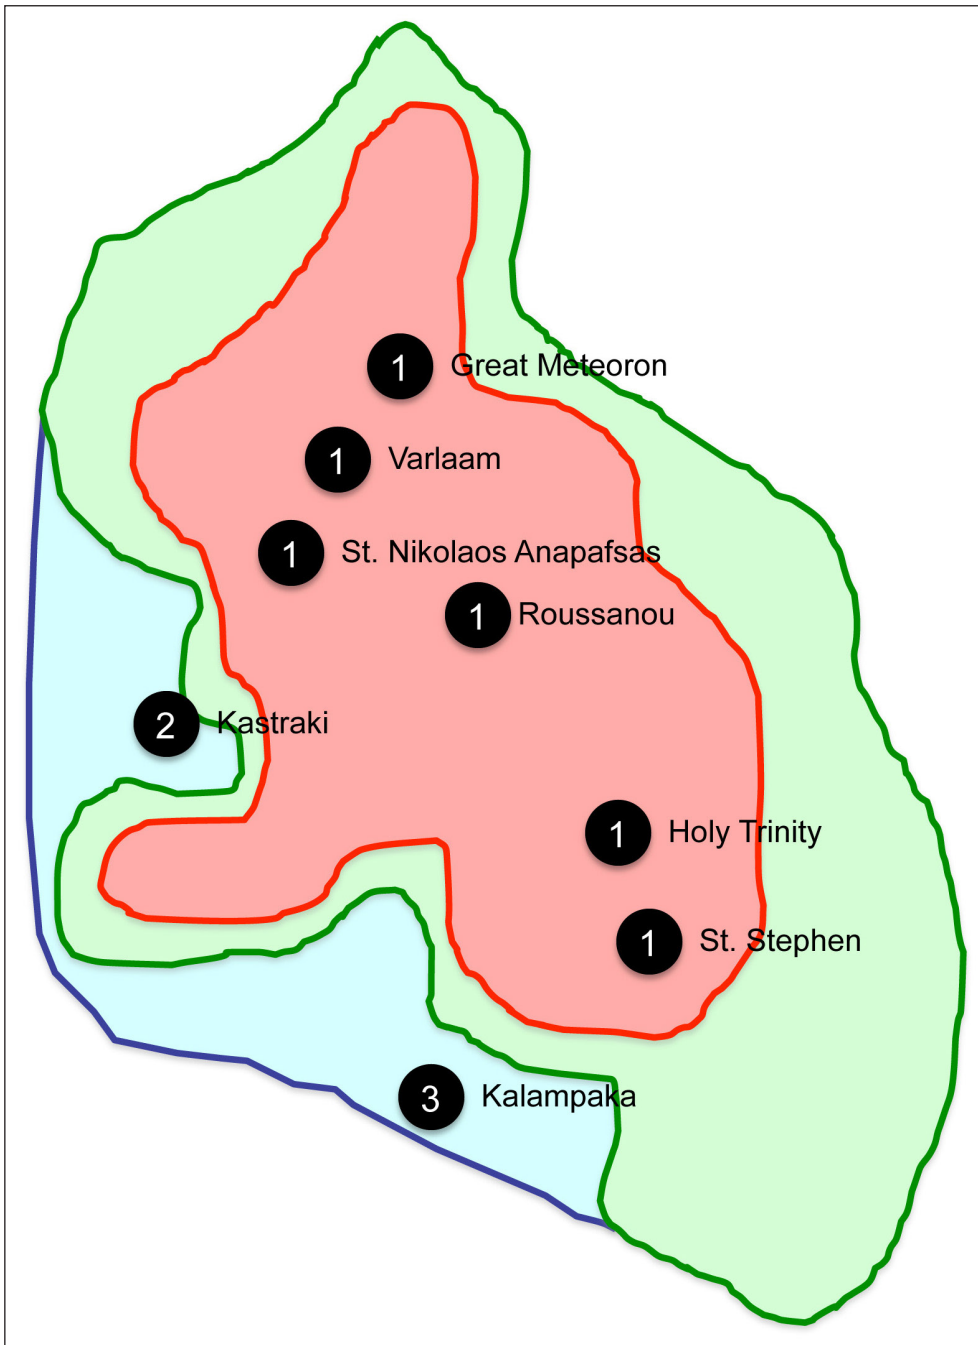 1 Great Meteoron
1 Varlaam
1 St. Nikolaos Anapafsas
1 Roussanou
2 Kastraki
1 Holy Trinity
1 St. Stephen
3 Kalampaka